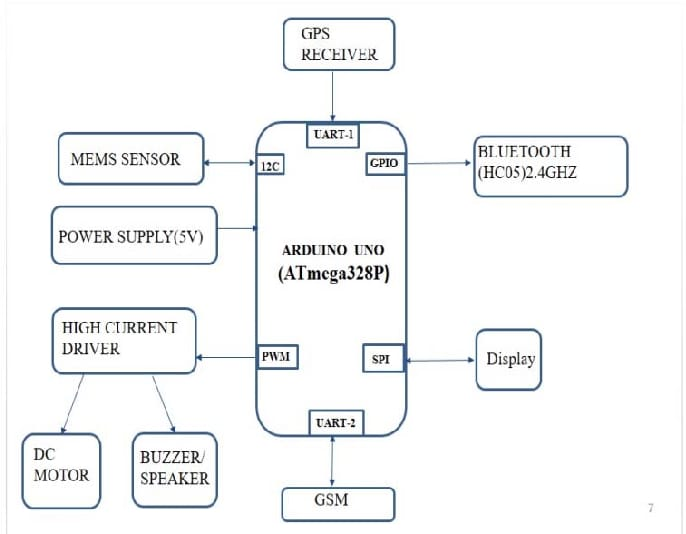 GPS
RECEIVER
UART-1
MEMS SENSOR
12C
GPIO
BLUETOOTH
(HC05)2.4GHZ
POWER SUPPLY(5V)
ARDUINO UNO
(ATmega328P)
HIGH CURRENT
DRIVER
PWM
SPI
Display
UART-2
DC
MOTOR
BUZZER/
SPEAKER
GSM
7